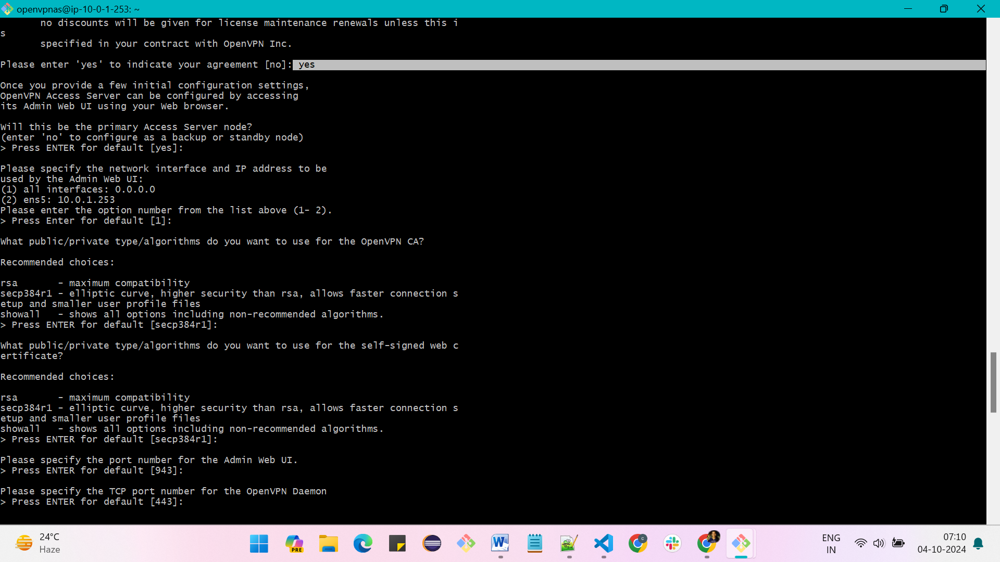 openvpnas@ip-10-0-1-253: ~
no discounts will be given for license maintenance renewals unless this i
s
specified in your contract with OpenVPN Inc.
Please enter 'yes' to indicate your agreement [no]: yes
Once you provide a few initial configuration settings,
OpenVPN Access Server can be configured by accessing
its Admin Web UI using your Web browser.
Will this be the primary Access Server node?
(enter 'no' to configure as a backup or standby node)
> Press ENTER for default [yes]:
Please specify the network interface and IP address to be
used by the Admin Web UI:
(1) all interfaces: 0.0.0.0
(2) ens5: 10.0.1.253
Please enter the option number from the list above (1- 2).
> Press Enter for default [1]:
What public/private type/algorithms do you want to use for the OpenVPN CA?
Recommended choices:
rsa       - maximum compatibility
secp384r1 - elliptic curve, higher security than rsa, allows faster connection s
etup and smaller user profile files
showall   - shows all options including non-recommended algorithms.
> Press ENTER for default [secp384r1]:
What public/private type/algorithms do you want to use for the self-signed web c
ertificate?
Recommended choices:
rsa       - maximum compatibility
secp384r1 - elliptic curve, higher security than rsa, allows faster connection s
etup and smaller user profile files
showall   - shows all options including non-recommended algorithms.
> Press ENTER for default [secp384r1]:
Please specify the port number for the Admin Web UI.
> Press ENTER for default [943]:
Please specify the TCP port number for the OpenVPN Daemon
> Press ENTER for default [443]:
24°C
Haze
PRE
W
C
ENG
IN
07:10
04-10-2024